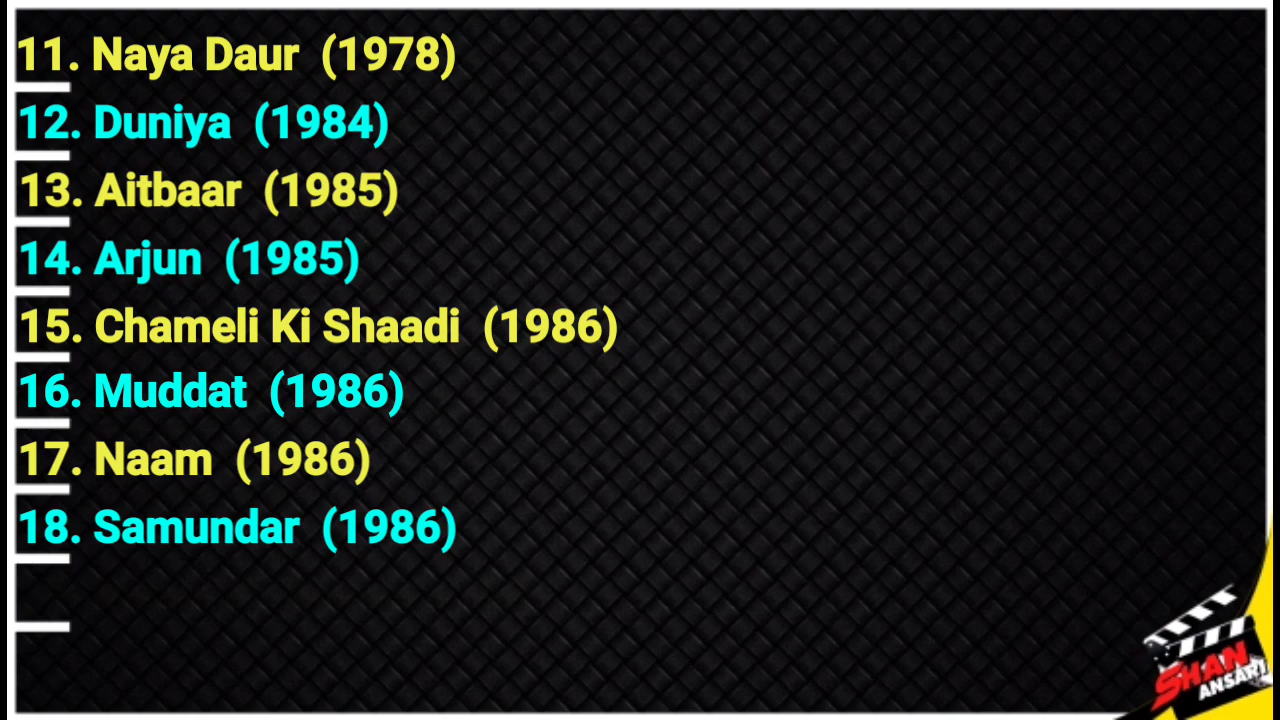 11. Naya Daur (1978)
12. Duniya (1984)
13. Aitbaar (1985)
14. Arjun (1985)
15. Chameli Ki Shaadi (1986)
16. Muddat (1986)
17. Naam (1986)
18. Samundar (1986)
SHAN
ANSARI